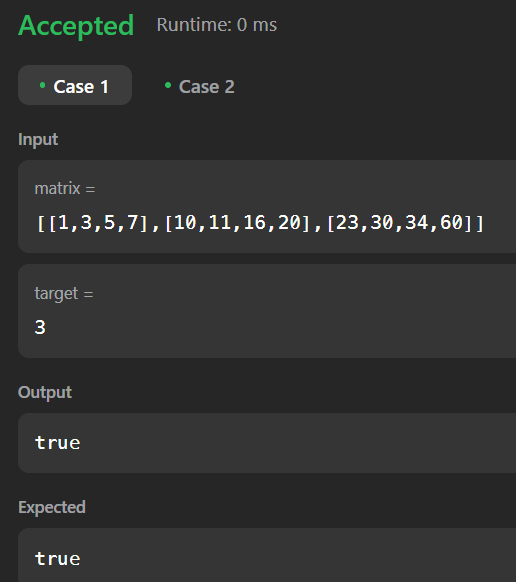 Accepted Runtime: 0 ms
• Case 1 • Case 2
Input
matrix =
[[1,3,5,7],[10,11,16,20],[23,30,34,60]]
target =
3
Output
true
Expected
true